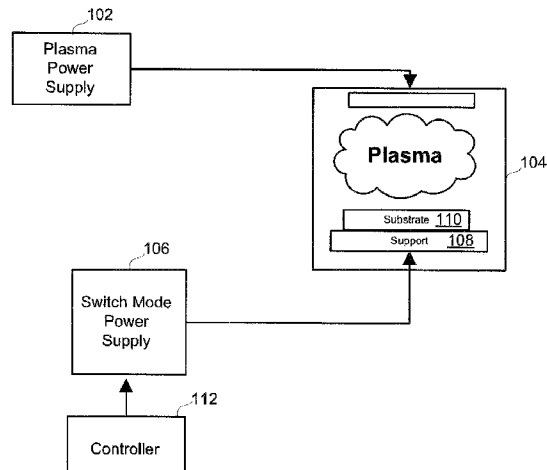 102
Plasma
Power
Supply
Plasma
104
Substrate 110
Support 108
106
Switch Mode
Power
Supply
112
Controller